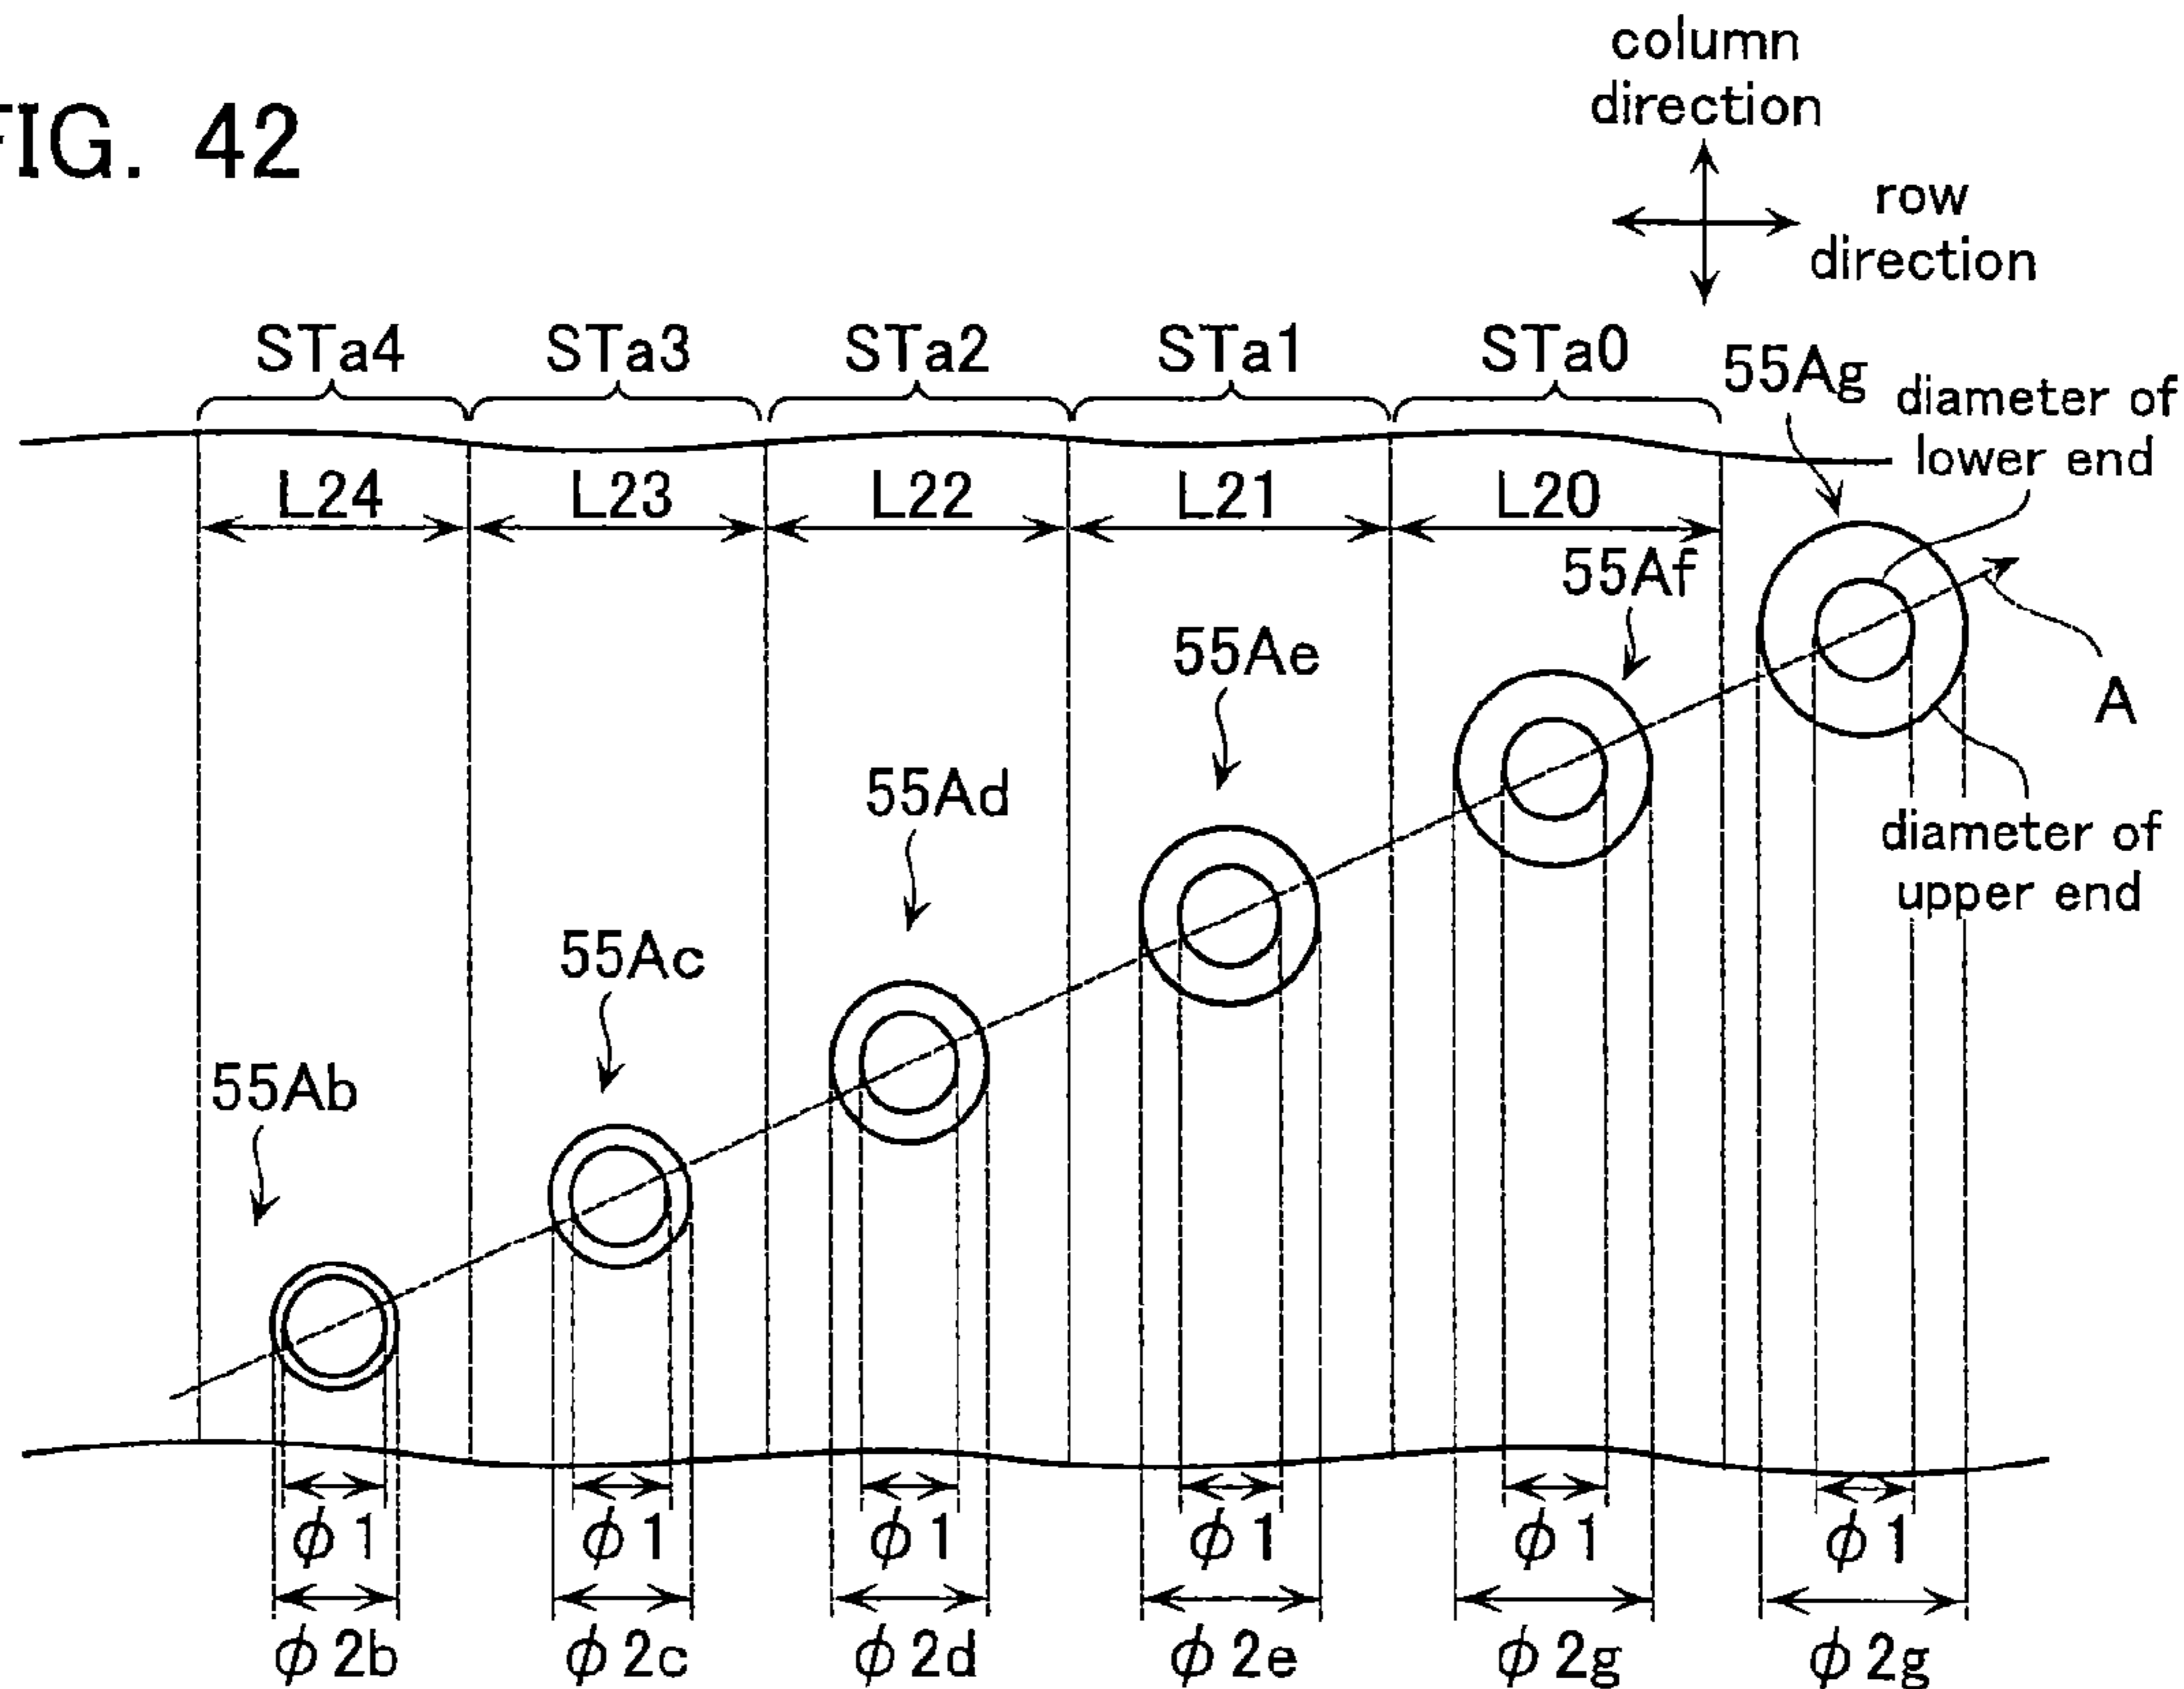 FIG. 42
column
direction
row
direction
STa4 STa3 STa2 STa1 STa0
55Ag
diameter of
lower end
L24 L23 L22 L21 L20
55Af
55Ae
A
55Ad
diameter of
upper end
55Ac
55Ab
ϕ1 ϕ1 ϕ1 ϕ1 ϕ1 ϕ1
ϕ2b ϕ2c ϕ2d ϕ2e ϕ2g ϕ2g